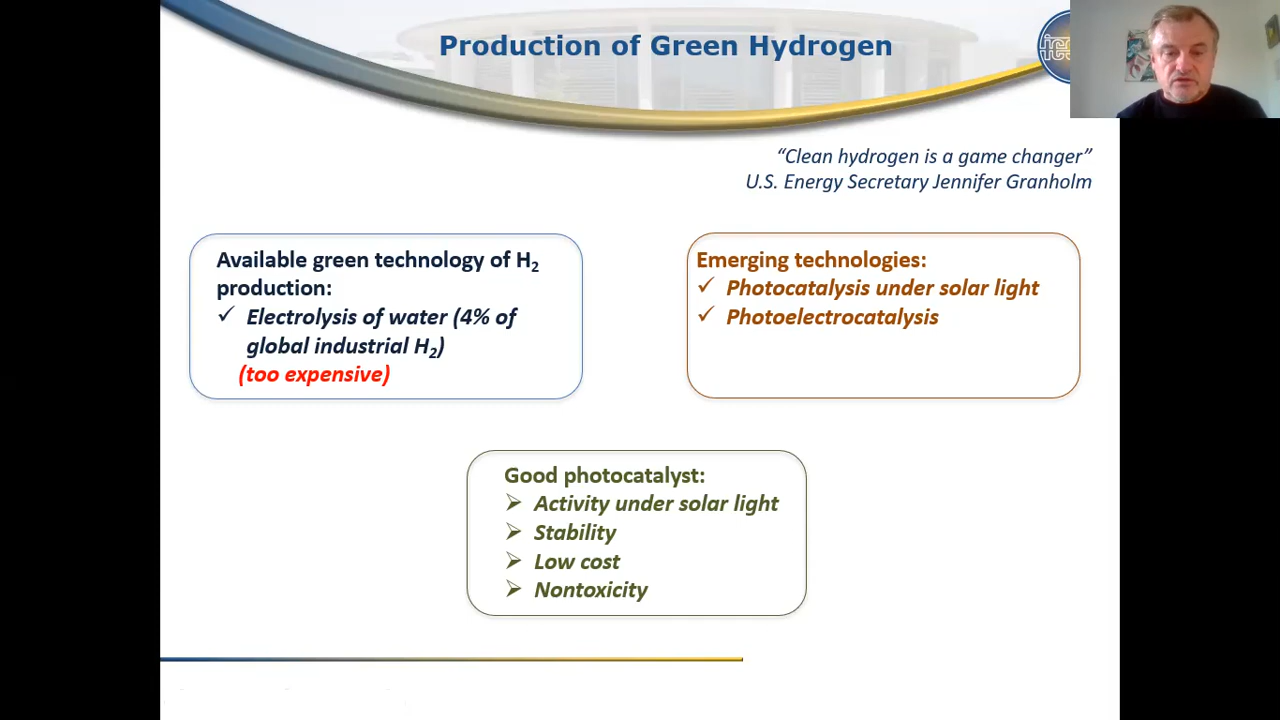 Production of Green Hydrogen
“Clean hydrogen is a game changer”
U.S. Energy Secretary Jennifer Granholm
Available green technology of H₂
production:
✓ Electrolysis of water (4% of
global industrial H₂)
(too expensive)
Emerging technologies:
✓ Photocatalysis under solar light
✓ Photoelectrocatalysis
Good photocatalyst:
➢ Activity under solar light
➢ Stability
➢ Low cost
➢ Nontoxicity